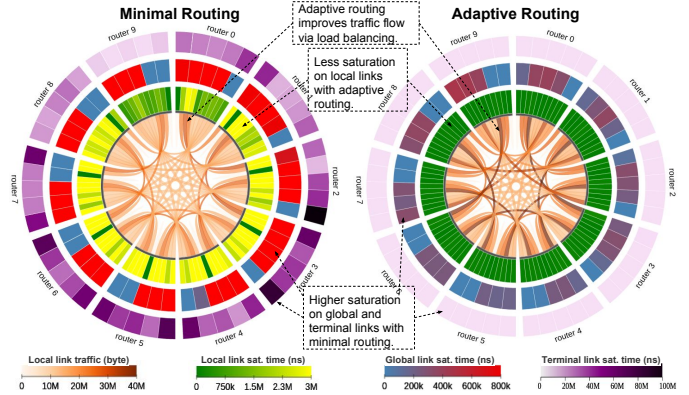 Minimal Routing
Adaptive Routing
Adaptive routing
improves traffic flow
via load balancing.
Less saturation
on local links
with adaptive
routing.
Higher saturation
on global and
terminal links with
minimal routing.
router 9
router 0
router 8
router 2
router 7
router 3
router 6
router 5
router 4
router 9
router 0
router 8
router 1
router 7
router 2
router 6
router 3
router 5
router 4
Local link traffic (byte)
0
10M
20M
30M
40M
Local link sat. time (ns)
0
750k
1.5M
2.3M
3M
Global link sat. time (ns)
0
200k
400k
600k
800k
Terminal link sat. time (ns)
0
20M
40M
60M
80M
100M